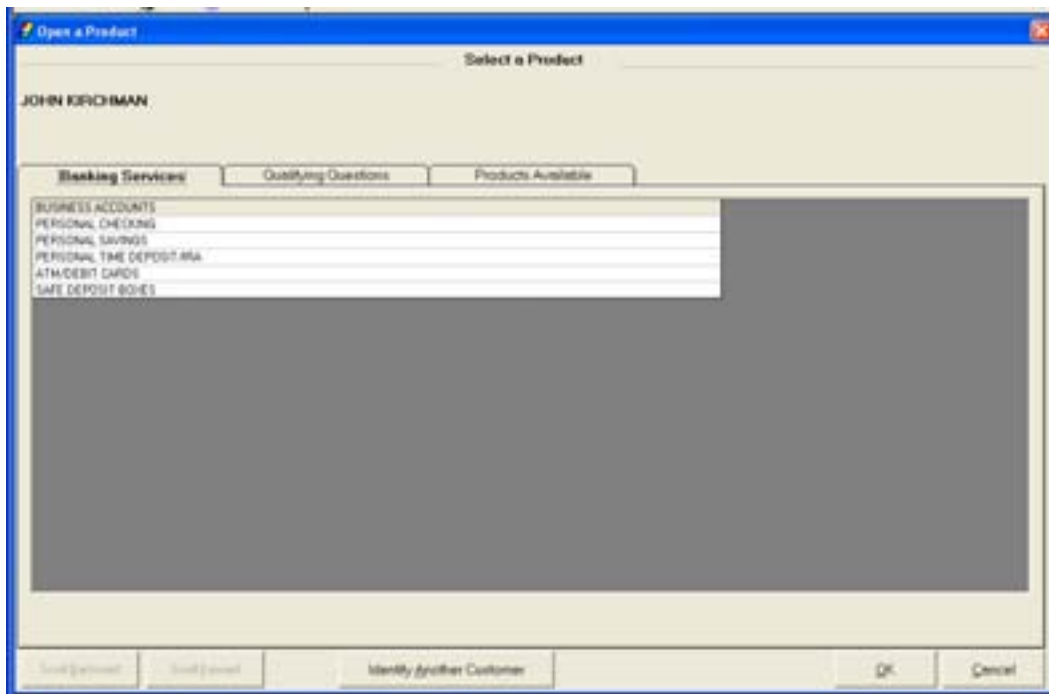 Open a Product
Select a Product
JOHN KIRCHMAN
Banking Services
Qualifying Questions
Products Available
BUSINESS ACCOUNTS
PERSONAL CHECKING
PERSONAL SAVINGS
PERSONAL TIME DEPOSIT/IRA
ATM/DEBIT CARDS
SAFE DEPOSIT BOXES
Identify Another Customer
OK
Cancel